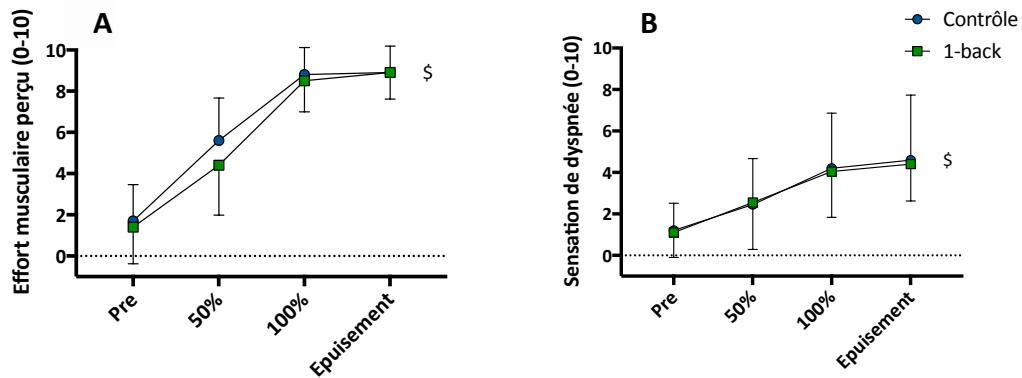 A
Effort musculaire perçu (0-10)
10
8
6
4
2
0
$
Pre
50%
100%
Epuisement
B
Contrôle
1-back
Sensation de dyspnée (0-10)
10
8
6
4
2
0
$
Pre
50%
100%
Epuisement